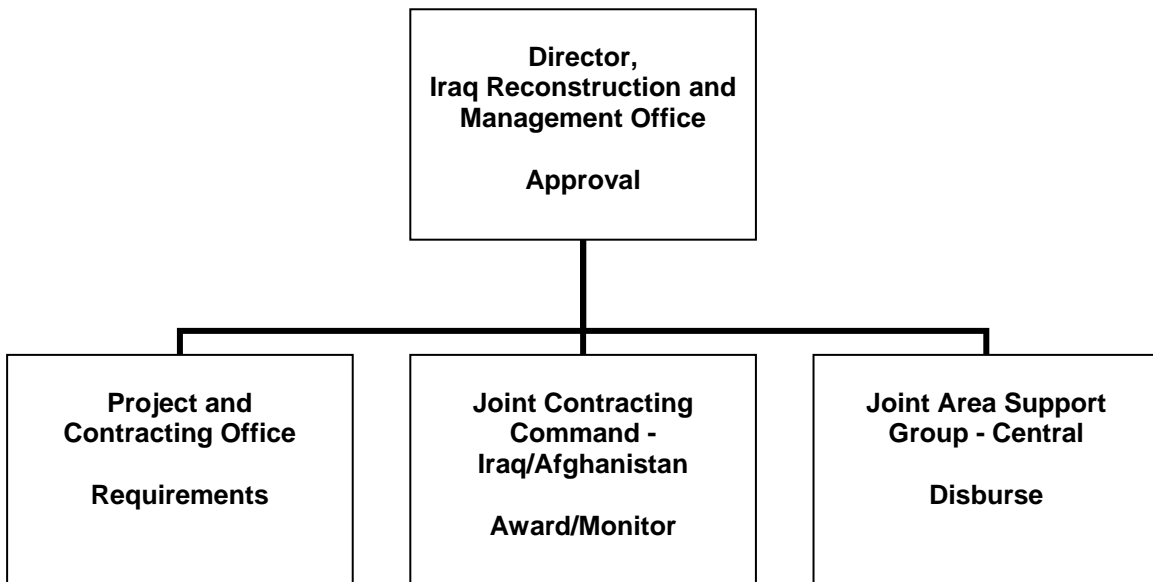 Director,
Iraq Reconstruction and
Management Office
Approval
Project and
Contracting Office
Requirements
Joint Contracting
Command -
Iraq/Afghanistan
Award/Monitor
Joint Area Support
Group - Central
Disburse